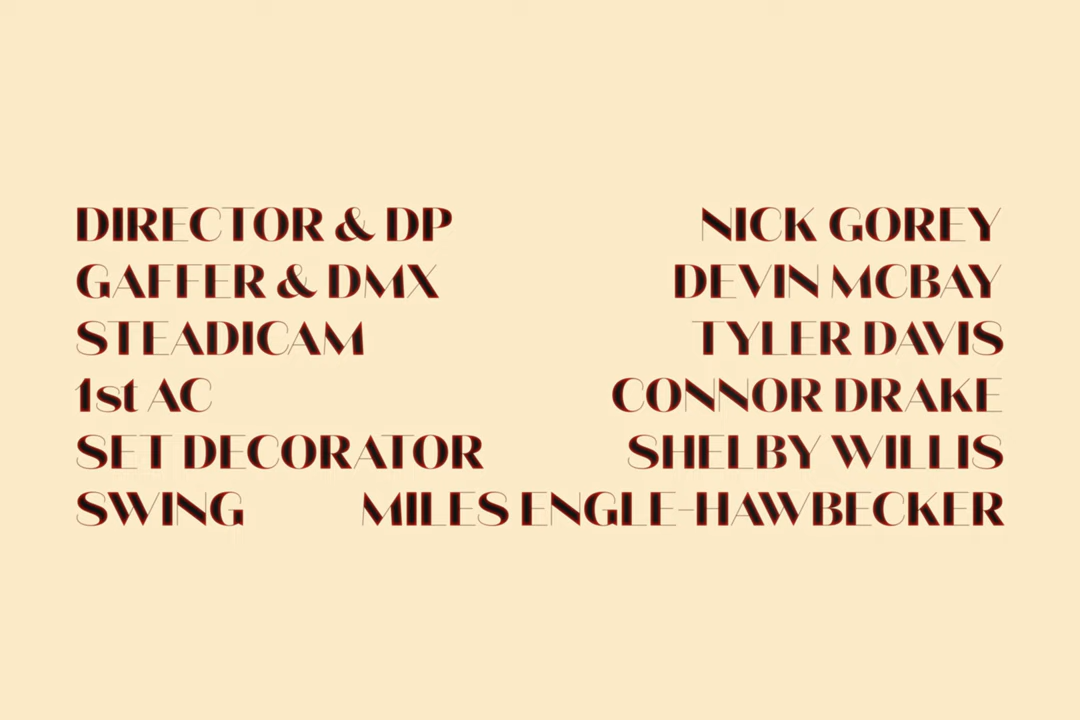 DIRECTOR & DP NICK GOREY
GAFFER & DMX DEVIN MCBAY
STEADICAM TYLER DAVIS
1st AC CONNOR DRAKE
SET DECORATOR SHELBY WILLIS
SWING MILES ENGLE-HAWBECKER